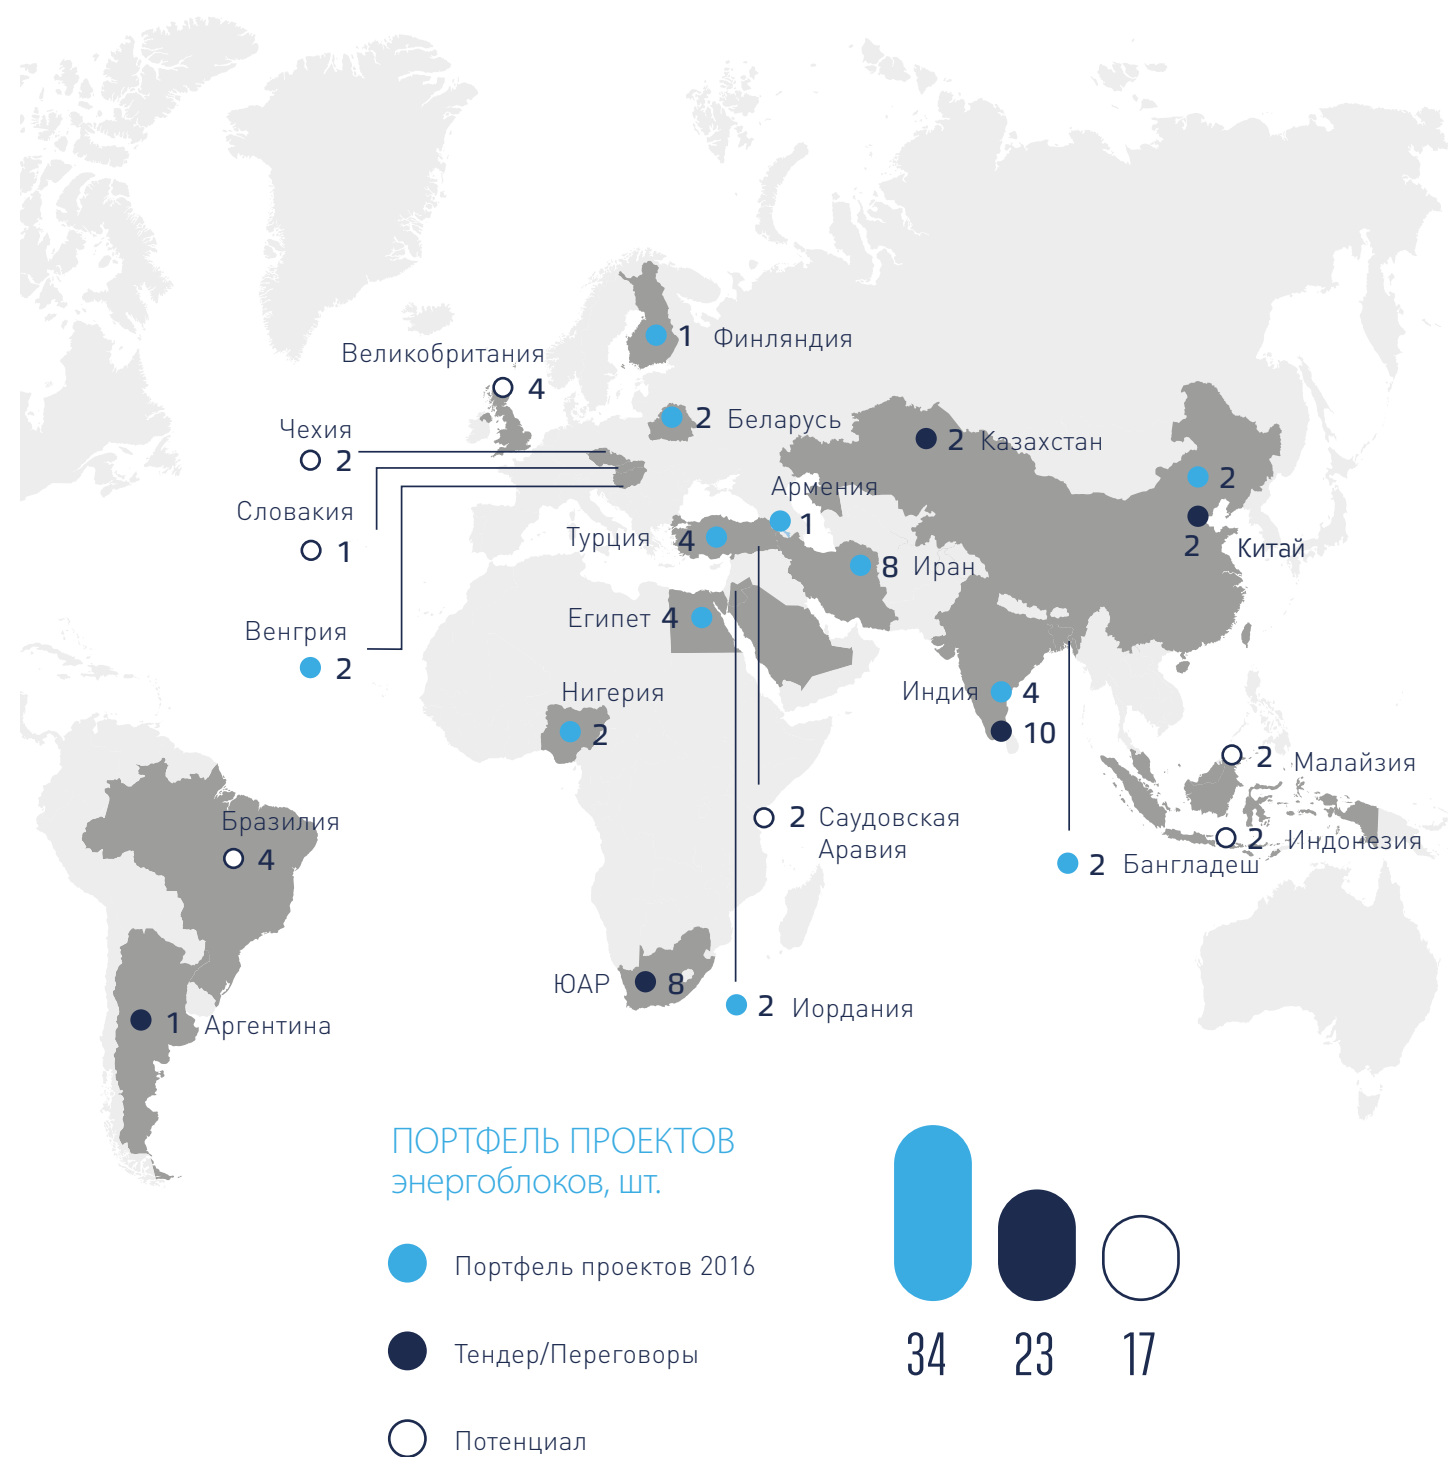 1 Финляндия
Великобритания
4
2 Беларусь
Чехия
2
2 Казахстан
2
Армения
1
Словакия
1
Турция 4
2 Китай
8 Иран
Египет 4
Венгрия
2
Нигерия
2
Индия 4
10
2 Малайзия
Бразилия
4
2 Саудовская
Аравия
2 Индонезия
2 Бангладеш
ЮАР 8
2 Иордания
1 Аргентина
ПОРТФЕЛЬ ПРОЕКТОВ
энергоблоков, шт.
Портфель проектов 2016
Тендер/Переговоры
Потенциал
34 23 17